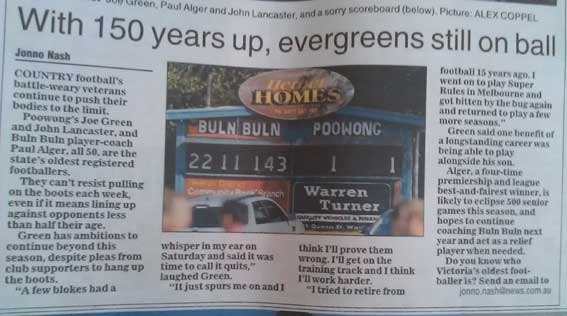 Joe Green, Paul Alger and John Lancaster, and a sorry scoreboard (below). Picture: ALEX COPPEL
With 150 years up, evergreens still on ball
Jonno Nash
COUNTRY football's
battle-weary veterans
continue to push their
bodies to the limit.
Poowong's Joe Green
and John Lancaster, and
Buln Buln player-coach
Paul Alger, all 50, are the
state's oldest registered
footballers.
They can't resist pulling
on the boots each week,
even if it means lining up
against opponents less
than half their age.
Green has ambitions to
continue beyond this
season, despite pleas from
club supporters to hang up
the boots.
"A few blokes had a
HOMES
BULN BULN POOWONG
22 11 143 1 1
Community Bank Branch
Warren
Turner
QUALITY VEHICLES & FINANCE
whisper in my ear on
Saturday and said it was
time to call it quits,"
laughed Green.
"It just spurs me on and I
think I'll prove them
wrong. I'll get on the
training track and I think
I'll work harder.
"I tried to retire from
football 15 years ago. I
went on to play Super
Rules in Melbourne and
got bitten by the bug again
and returned to play a few
more seasons."
Green said one benefit of
a longstanding career was
being able to play
alongside his son.
Alger, a four-time
premiership and league
best-and-fairest winner, is
likely to eclipse 500 senior
games this season, and
hopes to continue
coaching Buln Buln next
year and act as a relief
player when needed.
Do you know who
Victoria's oldest foot-
baller is? Send an email to
jonno.nash@news.com.au